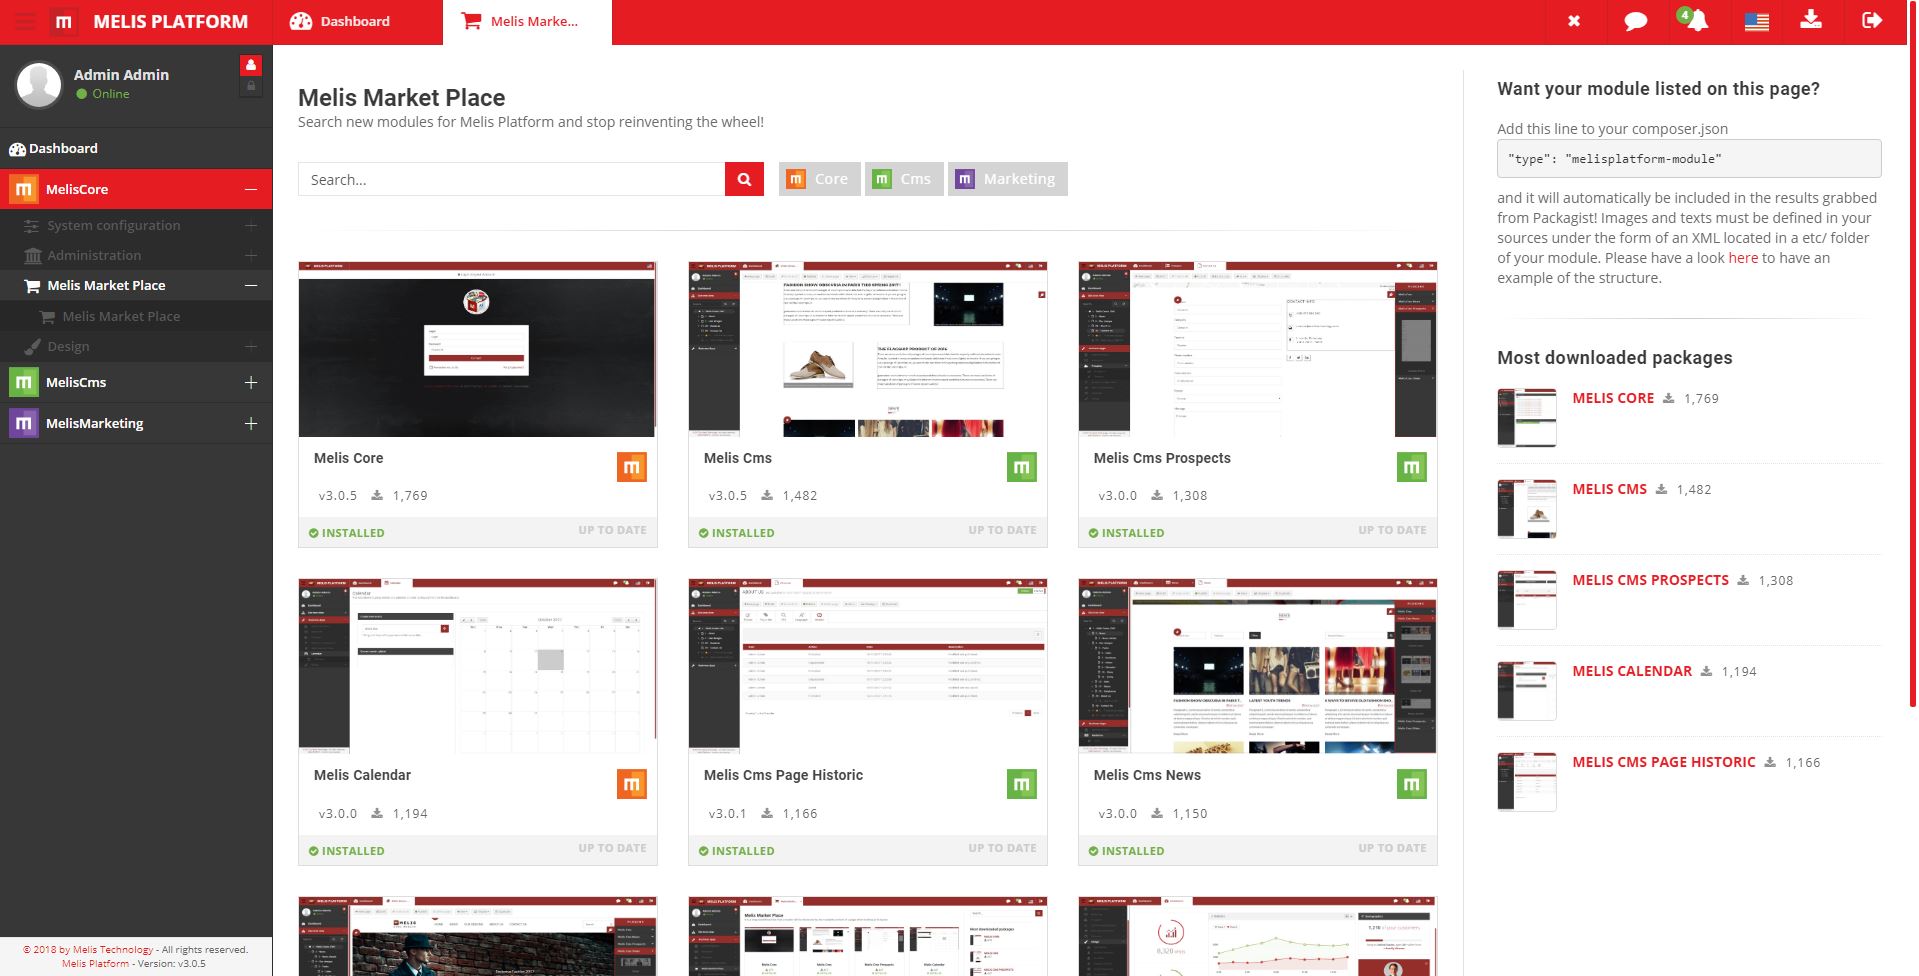 MELIS PLATFORM
Dashboard
Melis Marke...
4
Admin Admin
Online
Dashboard
MelisCore
System configuration
Administration
Melis Market Place
Melis Market Place
Design
MelisCms
MelisMarketing
© 2018 by Melis Technology - All rights reserved.
Melis Platform - Version: v3.0.5
Melis Market Place
Search new modules for Melis Platform and stop reinventing the wheel!
Search...
Core
Cms
Marketing
Melis Core
v3.0.5 1,769
INSTALLED UP TO DATE
Melis Cms
v3.0.5 1,482
INSTALLED UP TO DATE
Melis Cms Prospects
v3.0.0 1,308
INSTALLED UP TO DATE
Melis Calendar
v3.0.0 1,194
INSTALLED UP TO DATE
Melis Cms Page Historic
v3.0.1 1,166
INSTALLED UP TO DATE
Melis Cms News
v3.0.0 1,150
INSTALLED UP TO DATE
Want your module listed on this page?
Add this line to your composer.json
"type": "melisplatform-module"
and it will automatically be included in the results grabbed
from Packagist! Images and texts must be defined in your
sources under the form of an XML located in a etc/ folder
of your module. Please have a look here to have an
example of the structure.
Most downloaded packages
MELIS CORE 1,769
MELIS CMS 1,482
MELIS CMS PROSPECTS 1,308
MELIS CALENDAR 1,194
MELIS CMS PAGE HISTORIC 1,166